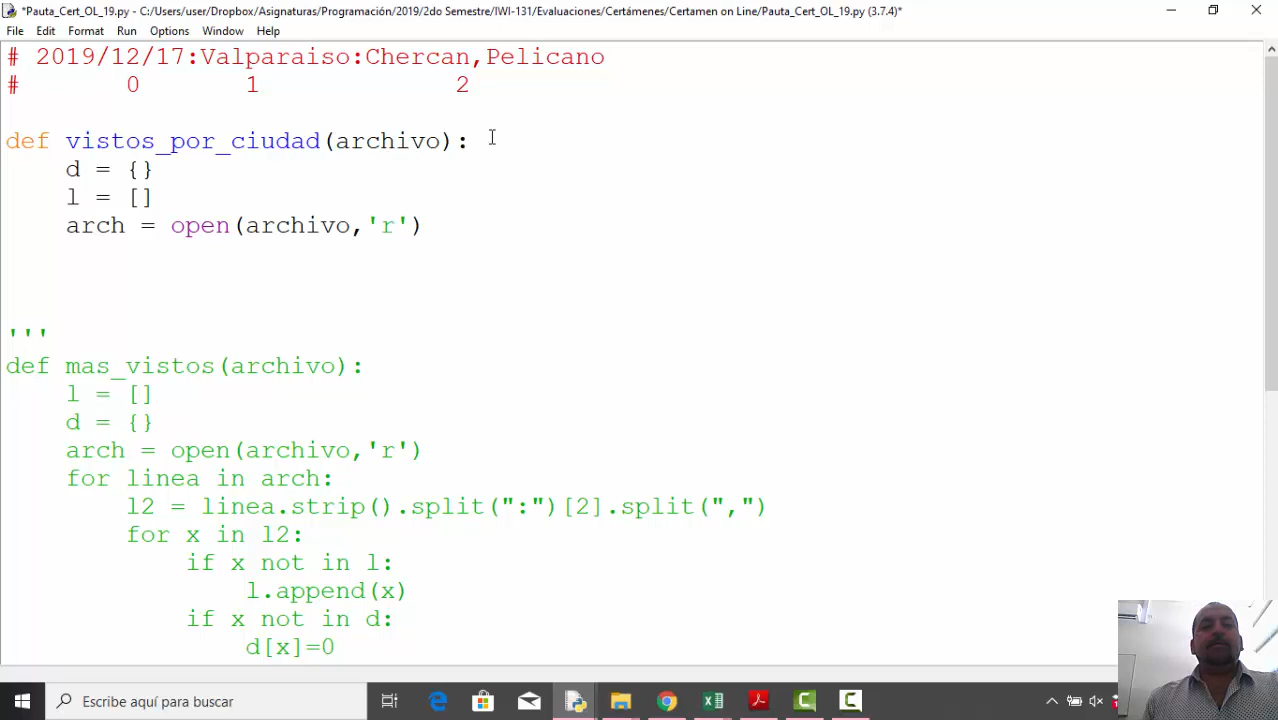 *Pauta_Cert_OL_19.py - C:/Users/user/Dropbox/Asignaturas/Programación/2019/2do Semestre/IWI-131/Evaluaciones/Certámenes/Certamen on Line/Pauta_Cert_OL_19.py (3.7.4)*
File Edit Format Run Options Window Help
# 2019/12/17:Valparaiso:Chercan,Pelicano
# 0 1 2
def vistos_por_ciudad(archivo):
d = {}
l = []
arch = open(archivo,'r')
'''
def mas_vistos(archivo):
l = []
d = {}
arch = open(archivo,'r')
for linea in arch:
l2 = linea.strip().split(":")[2].split(",")
for x in l2:
if x not in l:
l.append(x)
if x not in d:
d[x]=0
Escribe aquí para buscar